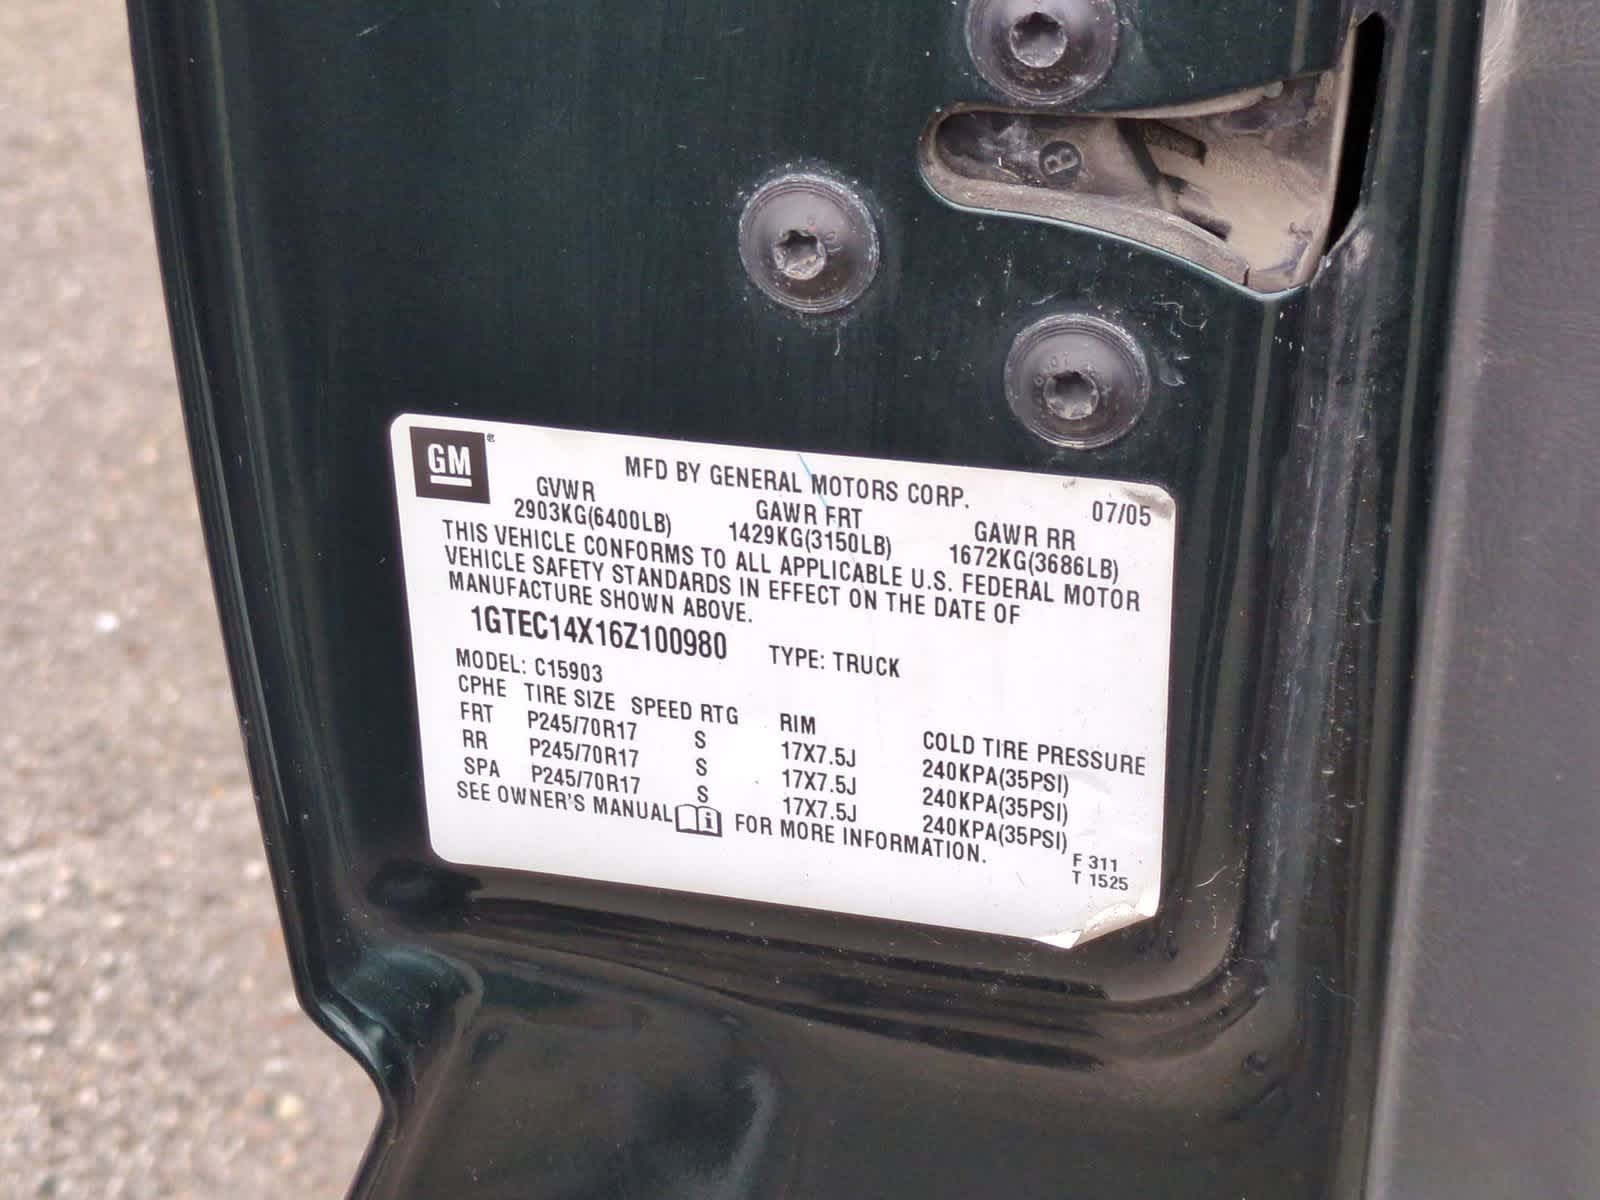 B
GM®
MFD BY GENERAL MOTORS CORP. 07/05
GVWR GAWR FRT GAWR RR
2903KG(6400LB) 1429KG(3150LB) 1672KG(3686LB)
THIS VEHICLE CONFORMS TO ALL APPLICABLE U.S. FEDERAL MOTOR
VEHICLE SAFETY STANDARDS IN EFFECT ON THE DATE OF
MANUFACTURE SHOWN ABOVE.
1GTEC14X16Z100980 TYPE: TRUCK
MODEL: C15903
CPHE TIRE SIZE SPEED RTG RIM COLD TIRE PRESSURE
FRT P245/70R17 S 17X7.5J 240KPA(35PSI)
RR P245/70R17 S 17X7.5J 240KPA(35PSI)
SPA P245/70R17 S 17X7.5J 240KPA(35PSI)
SEE OWNER'S MANUAL i FOR MORE INFORMATION.
F 311
T 1525